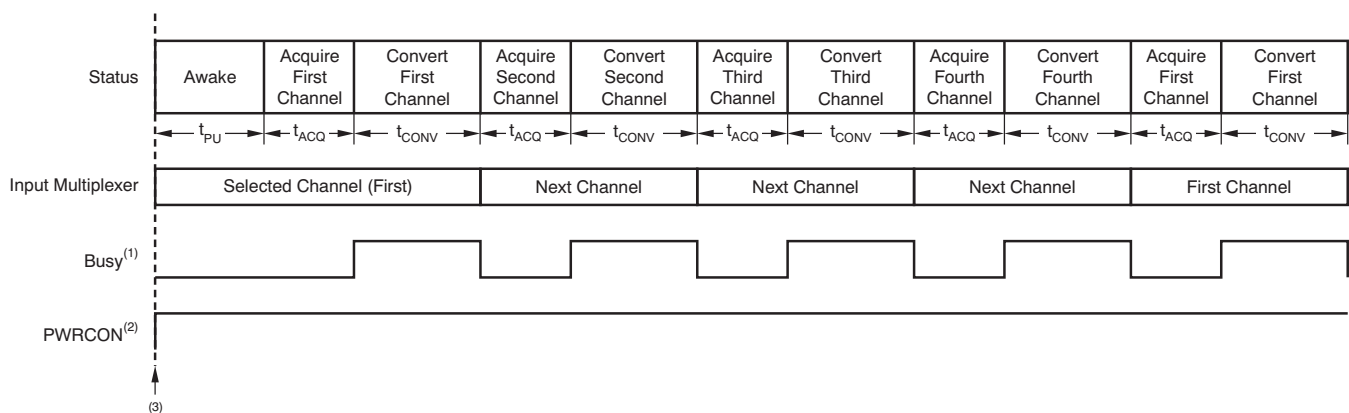 Status
Awake
Acquire
First
Channel
Convert
First
Channel
Acquire
Second
Channel
Convert
Second
Channel
Acquire
Third
Channel
Convert
Third
Channel
Acquire
Fourth
Channel
Convert
Fourth
Channel
Acquire
First
Channel
Convert
First
Channel
tPU
tACQ
tCONV
tACQ
tCONV
tACQ
tCONV
tACQ
tCONV
tACQ
tCONV
Input Multiplexer
Selected Channel (First)
Next Channel
Next Channel
Next Channel
First Channel
Busy(1)
PWRCON(2)
(3)